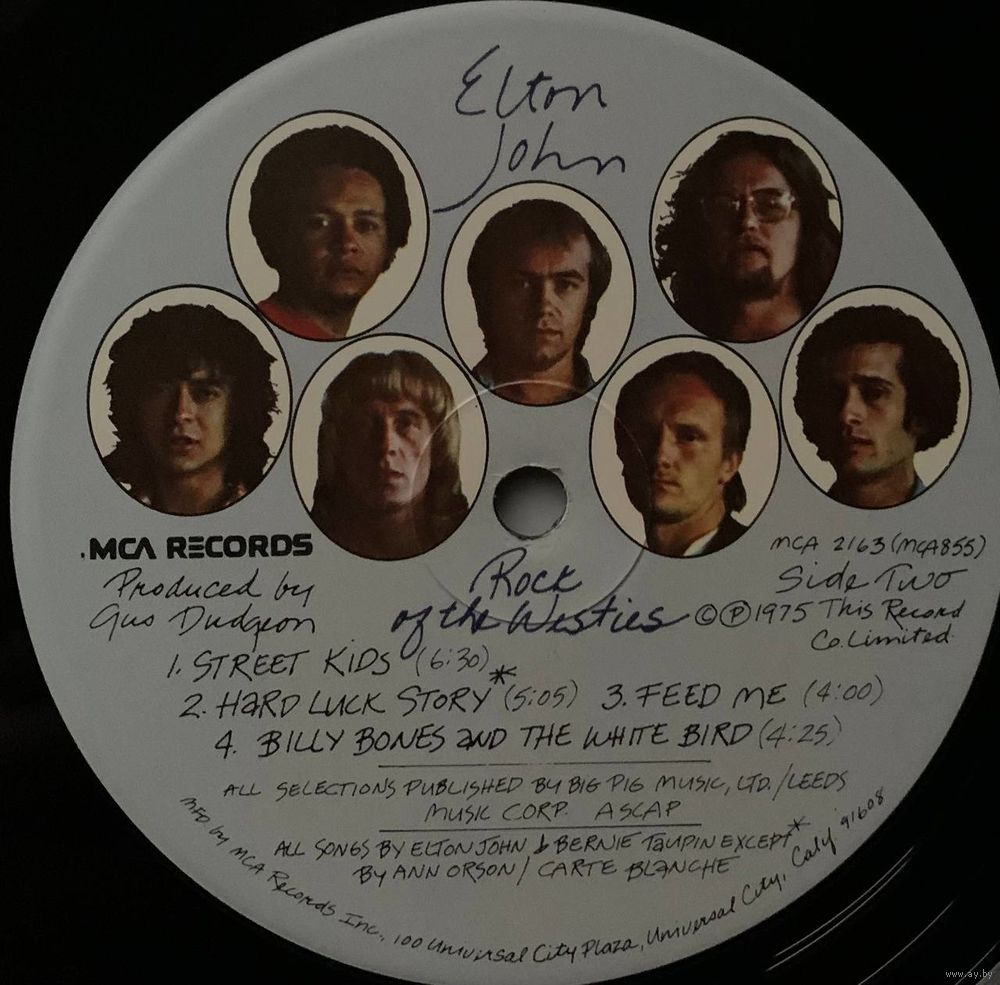 Elton
John
.MCA RECORDS
Produced by
Gus Dudgeon
Rock
of the Westies
MCA 2163 (MCA855)
Side Two
©℗1975 This Record
Co. Limited.
1. STREET KIDS (6:30)
2. HARD LUCK STORY* (5:05) 3. FEED ME (4:00)
4. BILLY BONES AND THE WHITE BIRD (4:25)
ALL SELECTIONS PUBLISHED BY BIG PIG MUSIC, LTD./LEEDS
MUSIC CORP. ASCAP
ALL SONGS BY ELTON JOHN & BERNIE TAUPIN EXCEPT*
BY ANN ORSON / CARTE BLANCHE
MFD. by MCA Records Inc., 100 Universal City Plaza, Universal City, Calif. 91608
www.ay.by